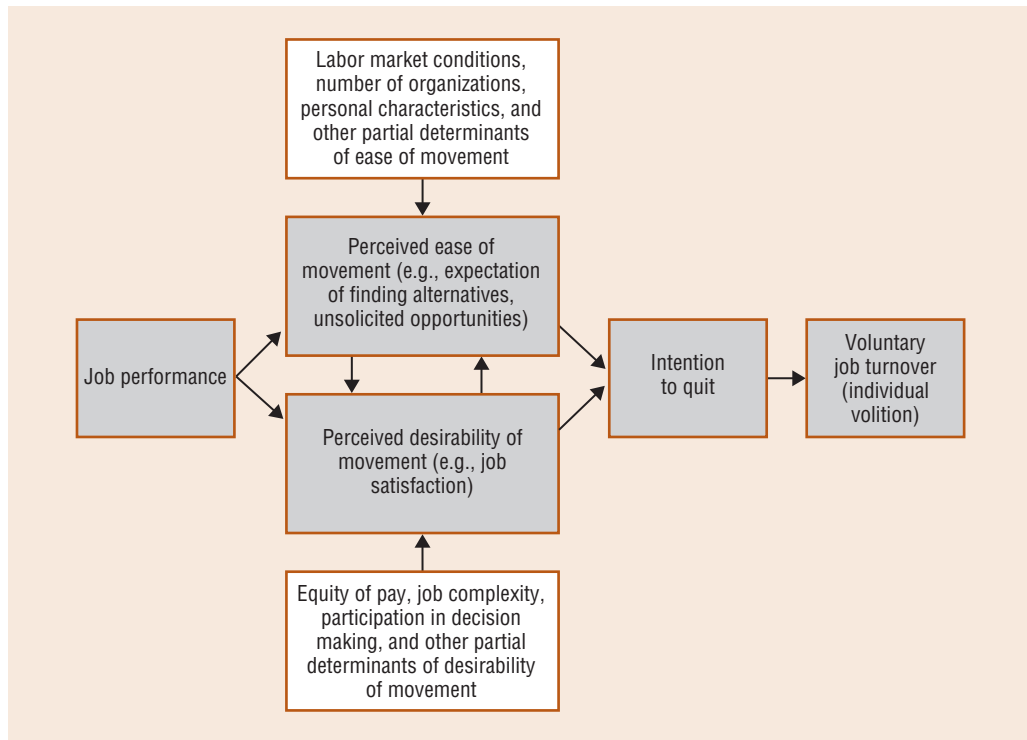 Labor market conditions,
number of organizations,
personal characteristics, and
other partial determinants
of ease of movement
Perceived ease of
movement (e.g., expectation
of finding alternatives,
unsolicited opportunities)
Job performance
Perceived desirability of
movement (e.g., job
satisfaction)
Intention
to quit
Voluntary
job turnover
(individual
volition)
Equity of pay, job complexity,
participation in decision
making, and other partial
determinants of desirability
of movement